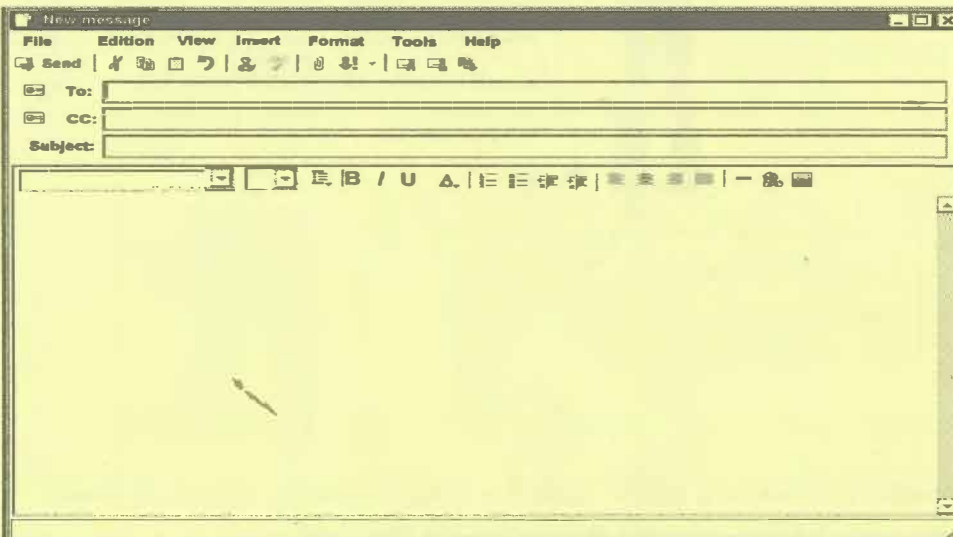 New message
File Edition View Insert Format Tools Help
Send
To:
CC:
Subject:
B I U A